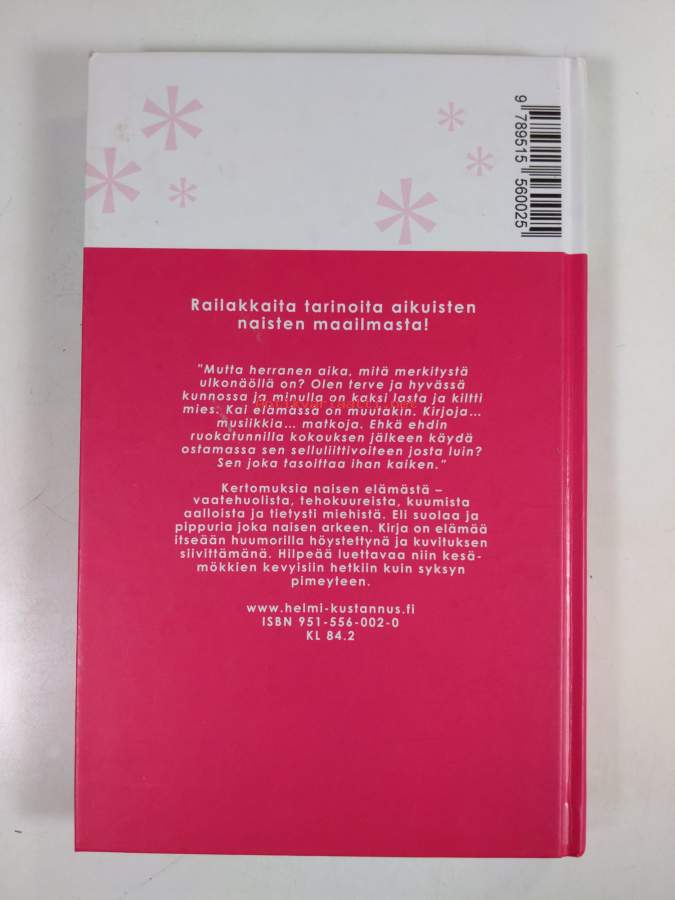 9 789515 560025
Railakkaita tarinoita aikuisten
naisten maailmasta!
"Mutta herranen aika, mitä merkitystä
ulkonäöllä on? Olen terve ja hyvässä
kunnossa ja minulla on kaksi lasta ja kiltti
mies. Kai elämässä on muutakin. Kirjoja...
musiikkia... matkoja. Ehkä ehdin
ruokatunnilla kokouksen jälkeen käydä
ostamassa sen selluliittivoiteen josta luin?
Sen joka tasoittaa ihan kaiken."
Kertomuksia naisen elämästä –
vaatehuolista, tehokuureista, kuumista
aalloista ja tietysti miehistä. Eli suolaa ja
pippuria joka naisen arkeen. Kirja on elämää
itseään huumorilla höystettynä ja kuvituksen
siivittämänä. Hilpeää luettavaa niin kesä-
mökkien kevyisiin hetkiin kuin syksyn
pimeyteen.
www.helmi-kustannus.fi
ISBN 951-556-002-0
KL 84.2